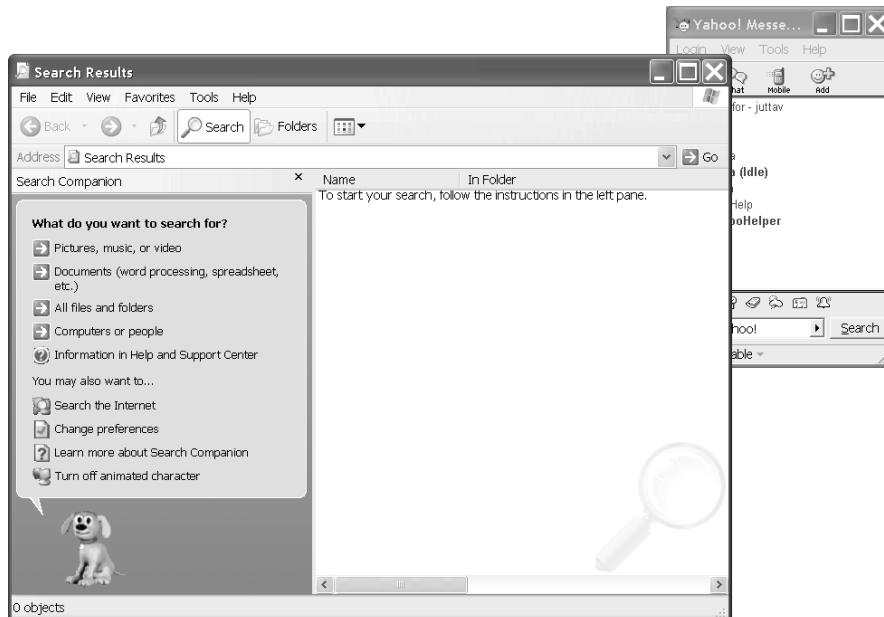 Yahoo! Messe...
Login View Tools Help
hat Mobile Add
for - juttav
a
a (Idle)
Help
ooHelper
hoo! Search
able
Search Results
File Edit View Favorites Tools Help
Back Search Folders
Address Search Results Go
Search Companion x Name In Folder
To start your search, follow the instructions in the left pane.
What do you want to search for?
Pictures, music, or video
Documents (word processing, spreadsheet,
etc.)
All files and folders
Computers or people
Information in Help and Support Center
You may also want to...
Search the Internet
Change preferences
Learn more about Search Companion
Turn off animated character
0 objects